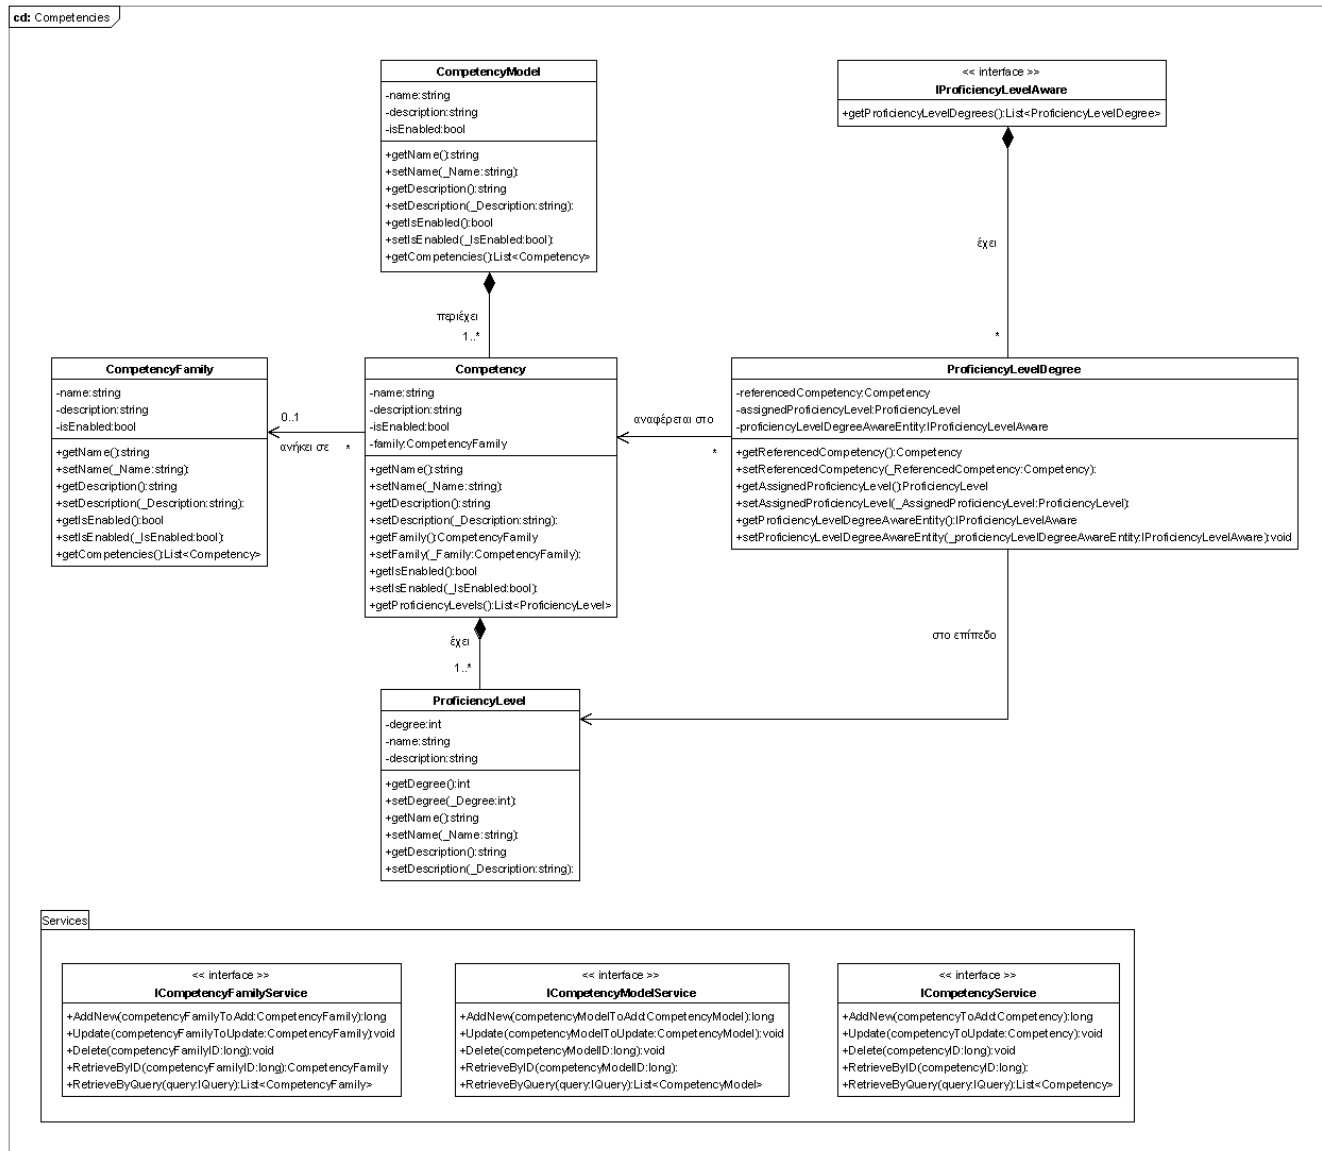 cd: Competencies
CompetencyModel
-name:string
-description:string
-isEnabled:bool
+getName():string
+setName(_Name:string):
+getDescription():string
+setDescription(_Description:string):
+getIsEnabled():bool
+setIsEnabled(_IsEnabled:bool):
+getCompetencies():List<Competency>
<< interface >>
IProficiencyLevelAware
+getProficiencyLevelDegrees():List<ProficiencyLevelDegree>
έχει
*
περιέχει
1..*
CompetencyFamily
-name:string
-description:string
-isEnabled:bool
+getName():string
+setName(_Name:string):
+getDescription():string
+setDescription(_Description:string):
+getIsEnabled():bool
+setIsEnabled(_IsEnabled:bool):
+getCompetencies():List<Competency>
0..1
ανήκει σε *
Competency
-name:string
-description:string
-isEnabled:bool
-family:CompetencyFamily
+getName():string
+setName(_Name:string):
+getDescription():string
+setDescription(_Description:string):
+getFamily():CompetencyFamily
+setFamily(_Family:CompetencyFamily):
+getIsEnabled():bool
+setIsEnabled(_IsEnabled:bool):
+getProficiencyLevels():List<ProficiencyLevel>
αναφέρεται στο
*
ProficiencyLevelDegree
-referencedCompetency:Competency
-assignedProficiencyLevel:ProficiencyLevel
-proficiencyLevelDegreeAwareEntity:IProficiencyLevelAware
+getReferencedCompetency():Competency
+setReferencedCompetency(_ReferencedCompetency:Competency):
+getAssignedProficiencyLevel():ProficiencyLevel
+setAssignedProficiencyLevel(_AssignedProficiencyLevel:ProficiencyLevel):
+getProficiencyLevelDegreeAwareEntity():IProficiencyLevelAware
+setProficiencyLevelDegreeAwareEntity(_proficiencyLevelDegreeAwareEntity:IProficiencyLevelAware):void
έχει
1..*
στο επίπεδο
ProficiencyLevel
-degree:int
-name:string
-description:string
+getDegree():int
+setDegree(_Degree:int):
+getName():string
+setName(_Name:string):
+getDescription():string
+setDescription(_Description:string):
Services
<< interface >>
ICompetencyFamilyService
+AddNew(competencyFamilyToAdd:CompetencyFamily):long
+Update(competencyFamilyToUpdate:CompetencyFamily):void
+Delete(competencyFamilyID:long):void
+RetrieveByID(competencyFamilyID:long):CompetencyFamily
+RetrieveByQuery(query:IQuery):List<CompetencyFamily>
<< interface >>
ICompetencyModelService
+AddNew(competencyModelToAdd:CompetencyModel):long
+Update(competencyModelToUpdate:CompetencyModel):void
+Delete(competencyModelID:long):void
+RetrieveByID(competencyModelID:long):
+RetrieveByQuery(query:IQuery):List<CompetencyModel>
<< interface >>
ICompetencyService
+AddNew(competencyToAdd:Competency):long
+Update(competencyToUpdate:Competency):void
+Delete(competencyID:long):void
+RetrieveByID(competencyID:long):
+RetrieveByQuery(query:IQuery):List<Competency>